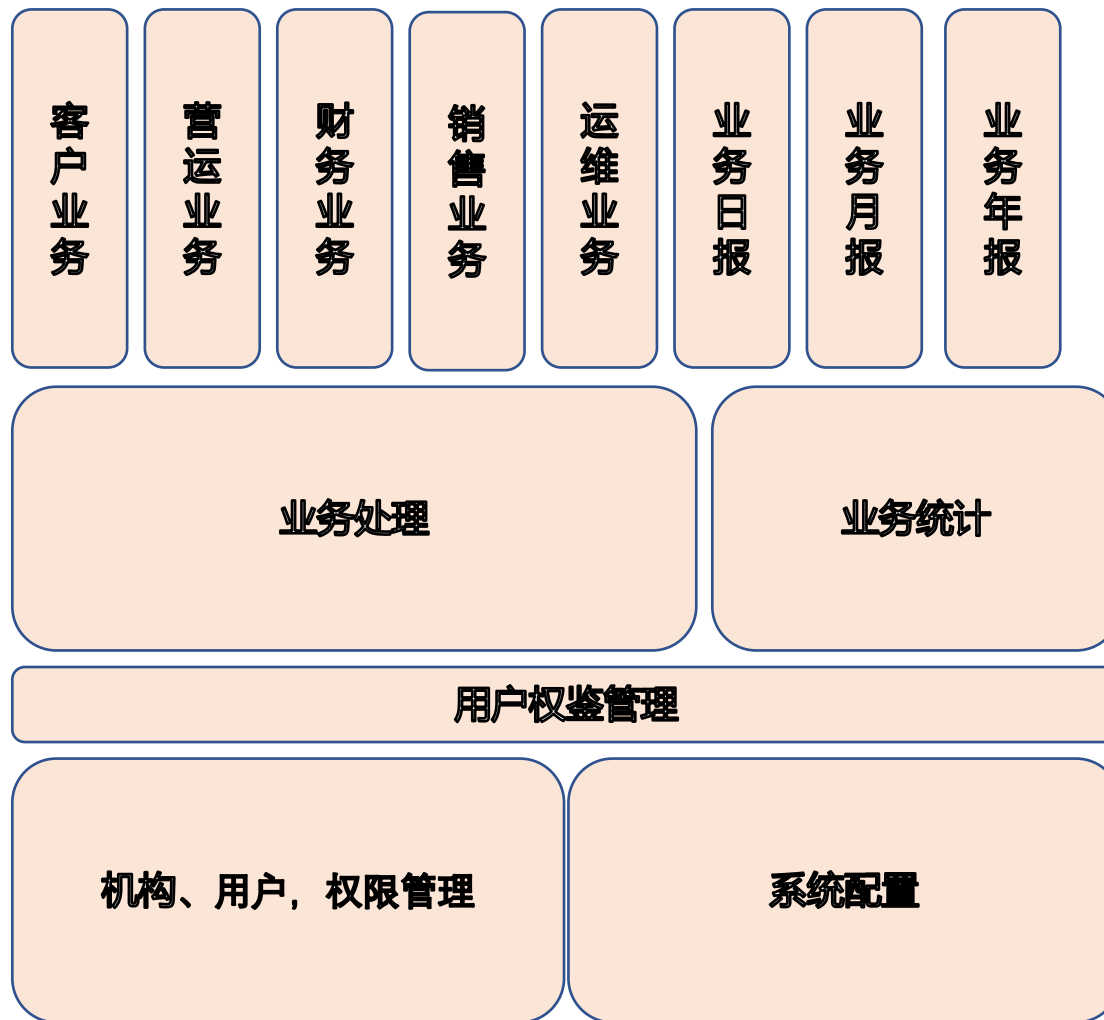 客户业务
营运业务
财务业务
销售业务
运维业务
业务日报
业务月报
业务年报
业务处理
业务统计
用户权鉴管理
机构、用户，权限管理
系统配置